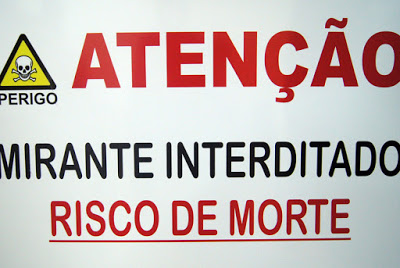 ATENÇÃO
PERIGO
MIRANTE INTERDITADO
RISCO DE MORTE